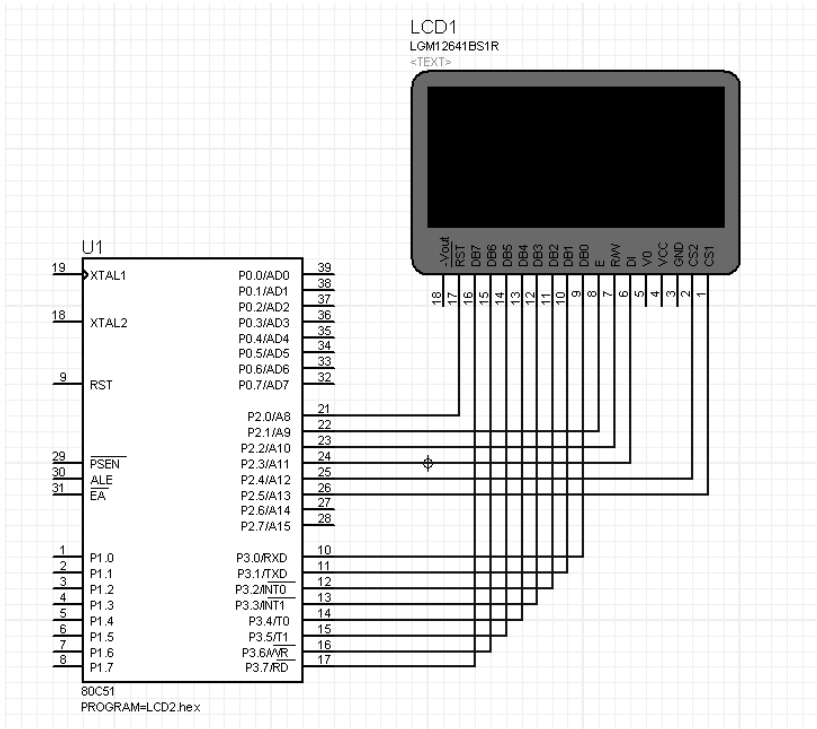 LCD1
LGM12641BS1R
<TEXT>
-Vout
RST
DB7
DB6
DB5
DB4
DB3
DB2
DB1
DB0
E
R/W
DI
V0
VCC
GND
CS2
CS1
18
17
16
15
14
13
12
11
10
9
8
7
6
5
4
3
2
1
U1
19 XTAL1 P0.0/AD0 39
P0.1/AD1 38
P0.2/AD2 37
18 XTAL2 P0.3/AD3 36
P0.4/AD4 35
P0.5/AD5 34
P0.6/AD6 33
9 RST P0.7/AD7 32
P2.0/A8 21
P2.1/A9 22
P2.2/A10 23
29 PSEN P2.3/A11 24
30 ALE P2.4/A12 25
31 EA P2.5/A13 26
P2.6/A14 27
P2.7/A15 28
1 P1.0 P3.0/RXD 10
2 P1.1 P3.1/TXD 11
3 P1.2 P3.2/INT0 12
4 P1.3 P3.3/INT1 13
5 P1.4 P3.4/T0 14
6 P1.5 P3.5/T1 15
7 P1.6 P3.6/WR 16
8 P1.7 P3.7/RD 17
80C51
PROGRAM=LCD2.hex